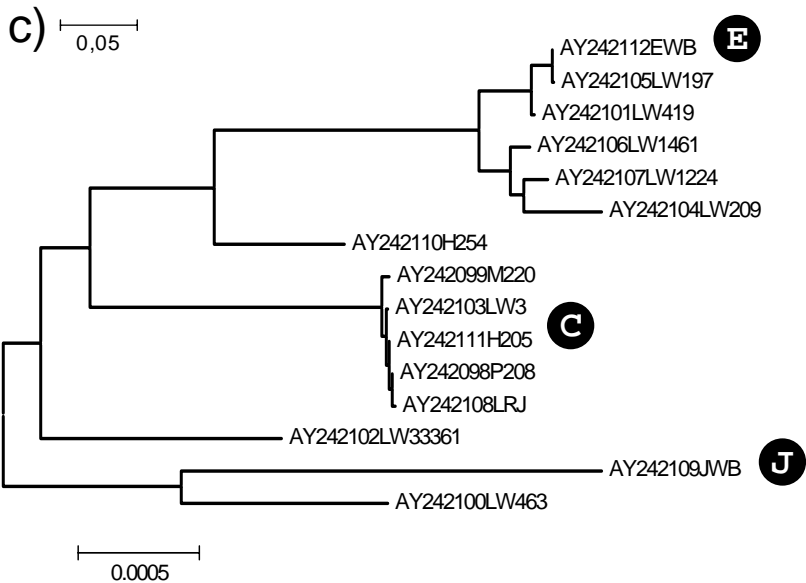 c)
0,05
AY242112EWB
E
AY242105LW197
AY242101LW419
AY242106LW1461
AY242107LW1224
AY242104LW209
AY242110H254
AY242099M220
AY242103LW3
C
AY242111H205
AY242098P208
AY242108LRJ
AY242102LW33361
AY242109JWB
J
AY242100LW463
0.0005